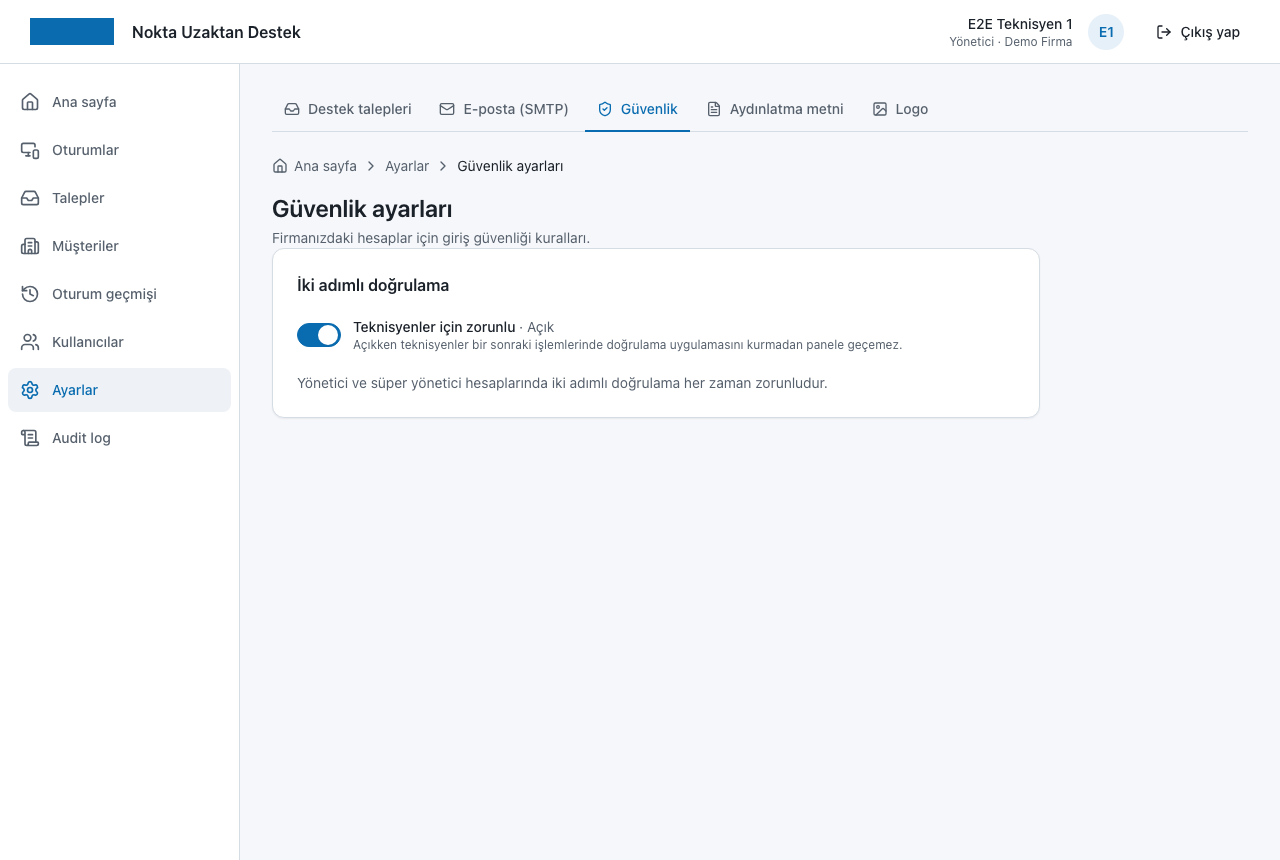 Nokta Uzaktan Destek
E2E Teknisyen 1
Yönetici · Demo Firma
E1
Çıkış yap
Ana sayfa
Oturumlar
Talepler
Müşteriler
Oturum geçmişi
Kullanıcılar
Ayarlar
Audit log
Destek talepleri
E-posta (SMTP)
Güvenlik
Aydınlatma metni
Logo
Ana sayfa > Ayarlar > Güvenlik ayarları
Güvenlik ayarları
Firmanızdaki hesaplar için giriş güvenliği kuralları.
İki adımlı doğrulama
Teknisyenler için zorunlu · Açık
Açıkken teknisyenler bir sonraki işlemlerinde doğrulama uygulamasını kurmadan panele geçemez.
Yönetici ve süper yönetici hesaplarında iki adımlı doğrulama her zaman zorunludur.